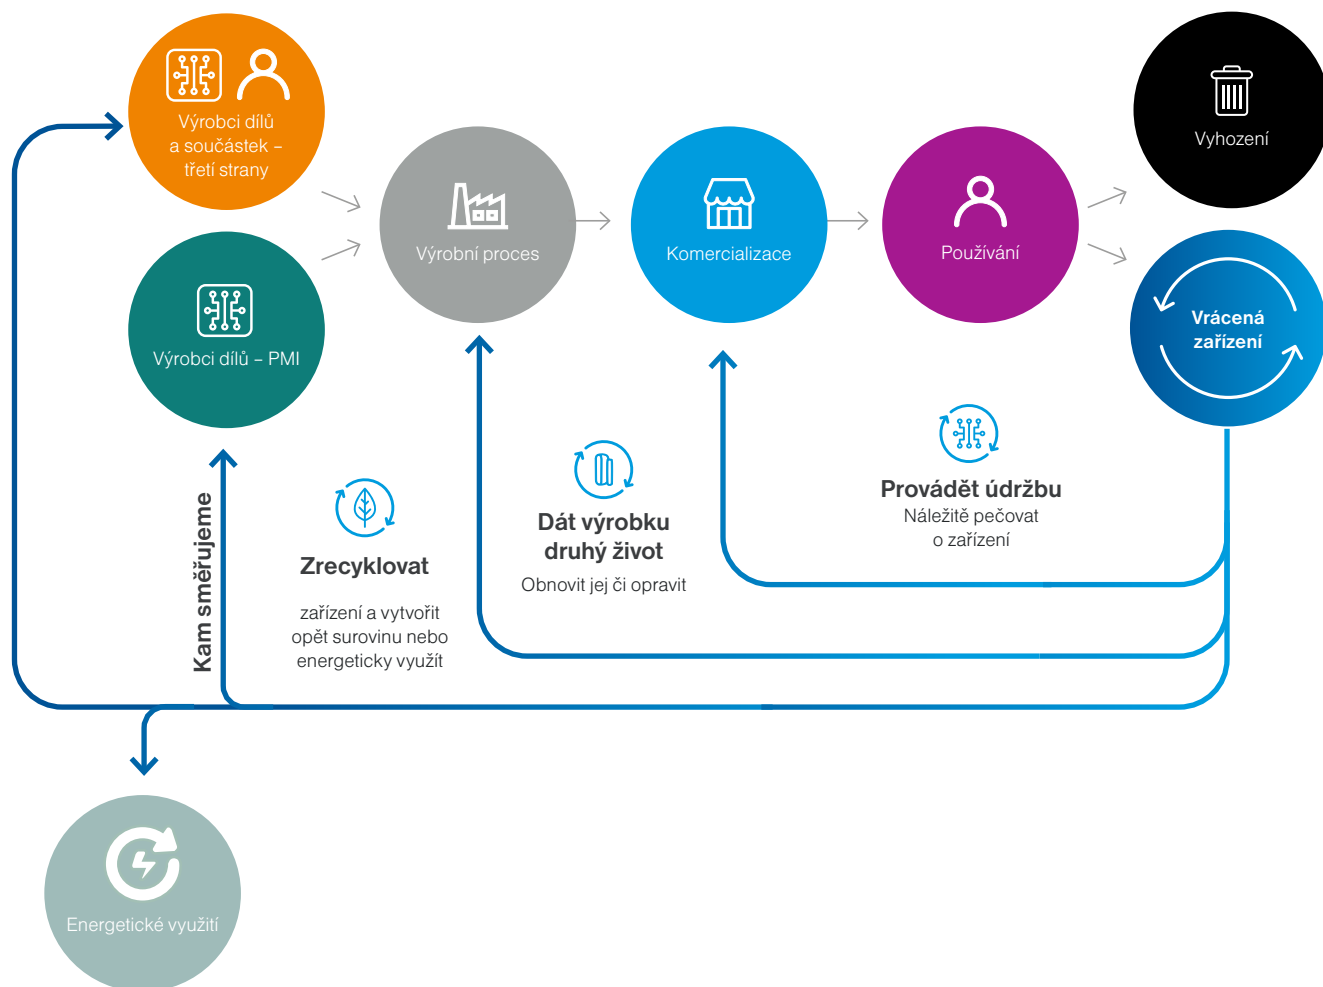 Výrobci dílů
a součástek –
třetí strany
Výrobci dílů – PMI
Výrobní proces
Komercializace
Používání
Vyhození
Vrácená
zařízení
Kam směřujeme
Zrecyklovat
zařízení a vytvořit
opět surovinu nebo
energeticky využít
Dát výrobku
druhý život
Obnovit jej či opravit
Provádět údržbu
Náležitě pečovat
o zařízení
Energetické využití